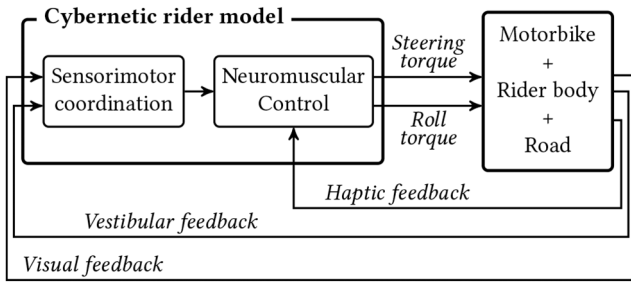 Cybernetic rider model
Sensorimotor
coordination
Neuromuscular
Control
Steering
torque
Roll
torque
Motorbike
+
Rider body
+
Road
Haptic feedback
Vestibular feedback
Visual feedback